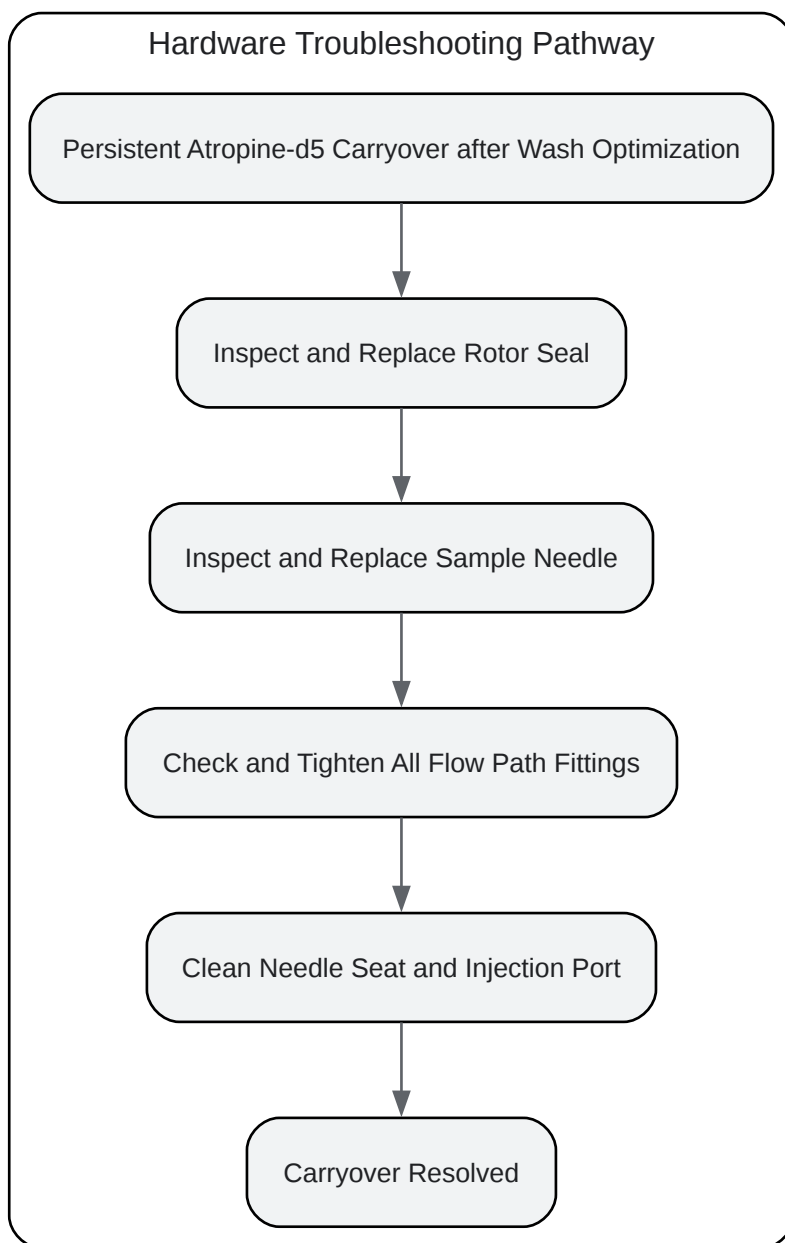 Hardware Troubleshooting Pathway
Persistent Atropine-d5 Carryover after Wash Optimization
Inspect and Replace Rotor Seal
Inspect and Replace Sample Needle
Check and Tighten All Flow Path Fittings
Clean Needle Seat and Injection Port
Carryover Resolved